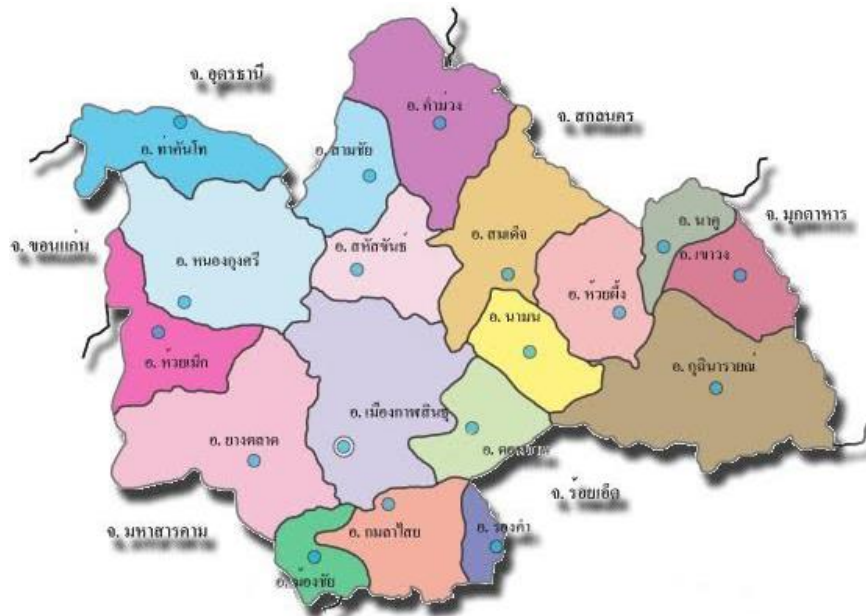 จ. อุดรธานี
อ. คำม่วง
จ. สกลนคร
อ. ท่าคันโท
อ. สามชัย
อ. นาคู
จ. มุกดาหาร
จ. ขอนแก่น
อ. สหัสขันธ์
อ. สมเด็จ
อ. เขาวง
อ. หนองกุงศรี
อ. ห้วยผึ้ง
อ. นามน
อ. ห้วยเม็ก
อ. กุฉินารายณ์
อ. เมืองกาฬสินธุ์
อ. ยางตลาด
อ. ดอนจาน
จ. ร้อยเอ็ด
จ. มหาสารคาม
อ. กมลาไสย
อ. ร่องคำ
อ. ฆ้องชัย